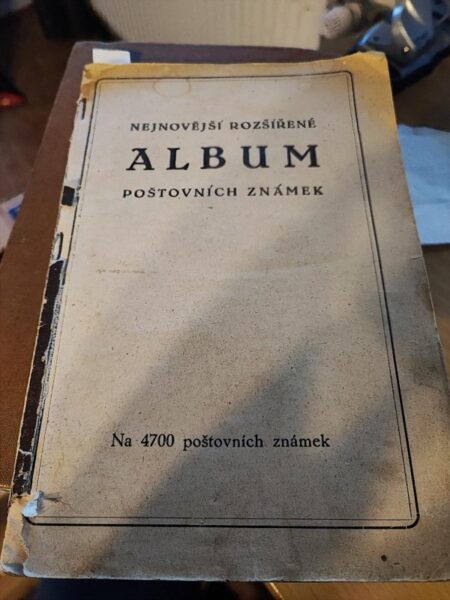 NEJNOVĚJŠÍ ROZŠÍŘENÉ
ALBUM
POŠTOVNÍCH ZNÁMEK
Na 4700 poštovních známek